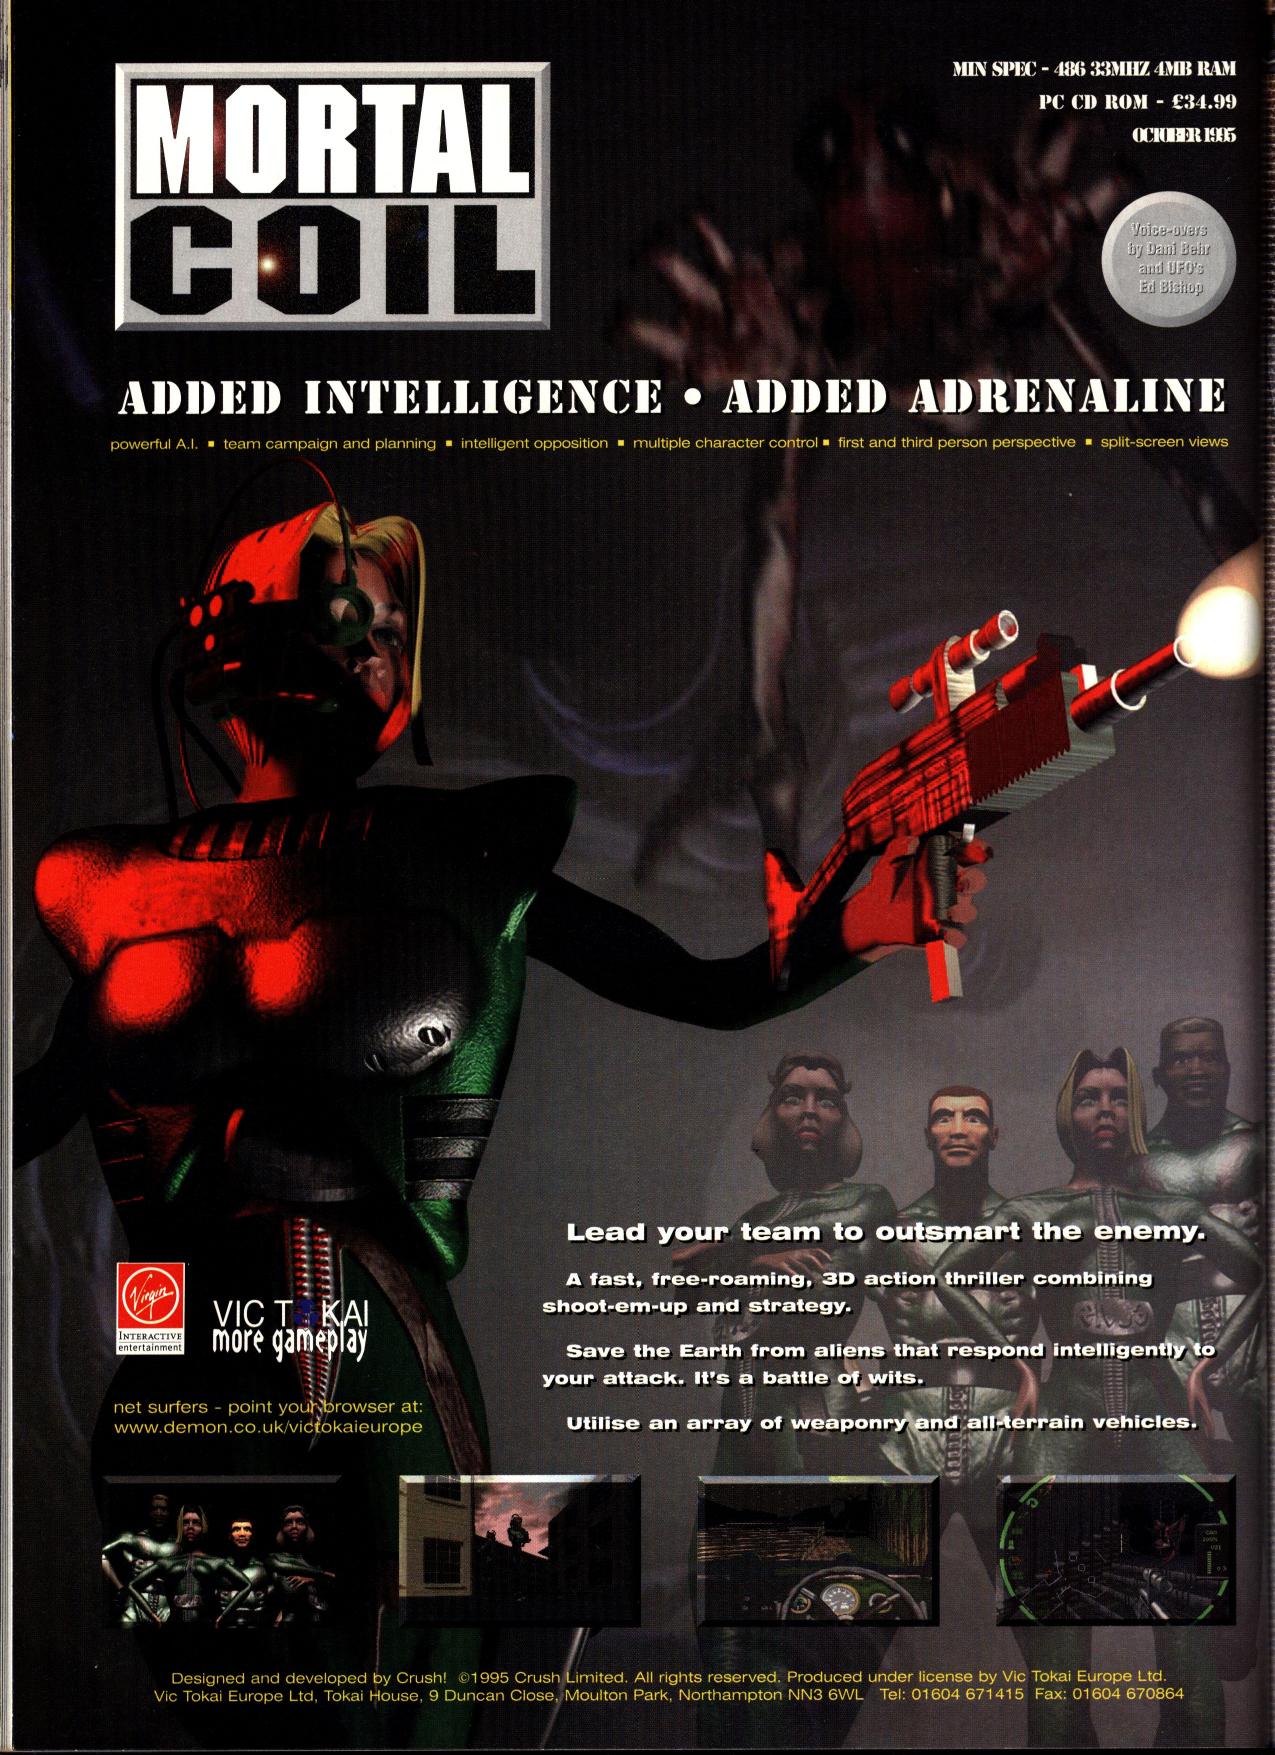 MORTAL
COIL
MIN SPEC - 486 33MHZ 4MB RAM
PC CD ROM - £34.99
OCTOBER 1995
Voice-overs
by Dani Behr
and UFO's
Ed Bishop
ADDED INTELLIGENCE • ADDED ADRENALINE
powerful A.I. ▪ team campaign and planning ▪ intelligent opposition ▪ multiple character control ▪ first and third person perspective ▪ split-screen views
Lead your team to outsmart the enemy.
A fast, free-roaming, 3D action thriller combining
shoot-em-up and strategy.
Save the Earth from aliens that respond intelligently to
your attack. It's a battle of wits.
Utilise an array of weaponry and all-terrain vehicles.
Virgin
INTERACTIVE
entertainment
VIC TOKAI
more gameplay
net surfers - point your browser at:
www.demon.co.uk/victokaieurope
Designed and developed by Crush! ©1995 Crush Limited. All rights reserved. Produced under license by Vic Tokai Europe Ltd.
Vic Tokai Europe Ltd, Tokai House, 9 Duncan Close, Moulton Park, Northampton NN3 6WL Tel: 01604 671415 Fax: 01604 670864